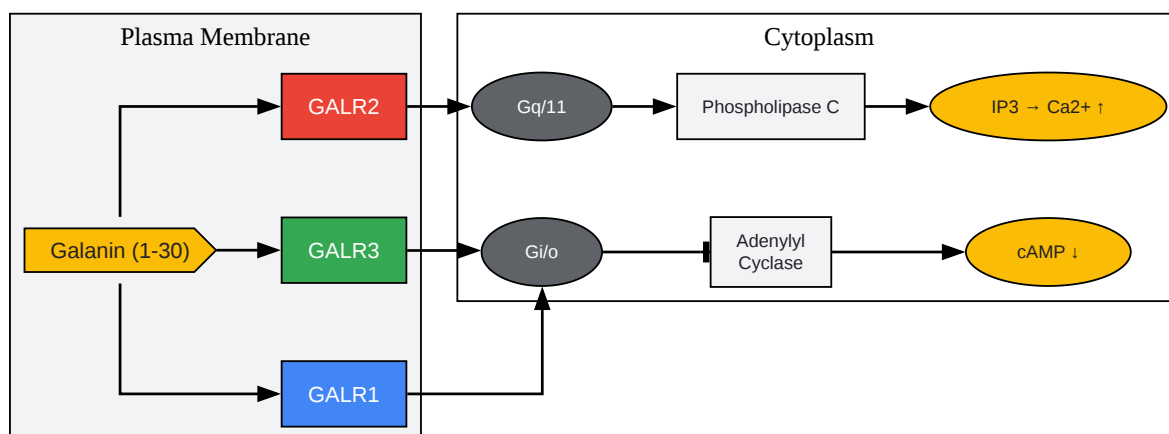 Plasma Membrane
Cytoplasm
GALR2
Gq/11
Phospholipase C
IP3 → Ca2+ ↑
Galanin (1-30)
GALR3
Gi/o
Adenylyl
Cyclase
cAMP ↓
GALR1